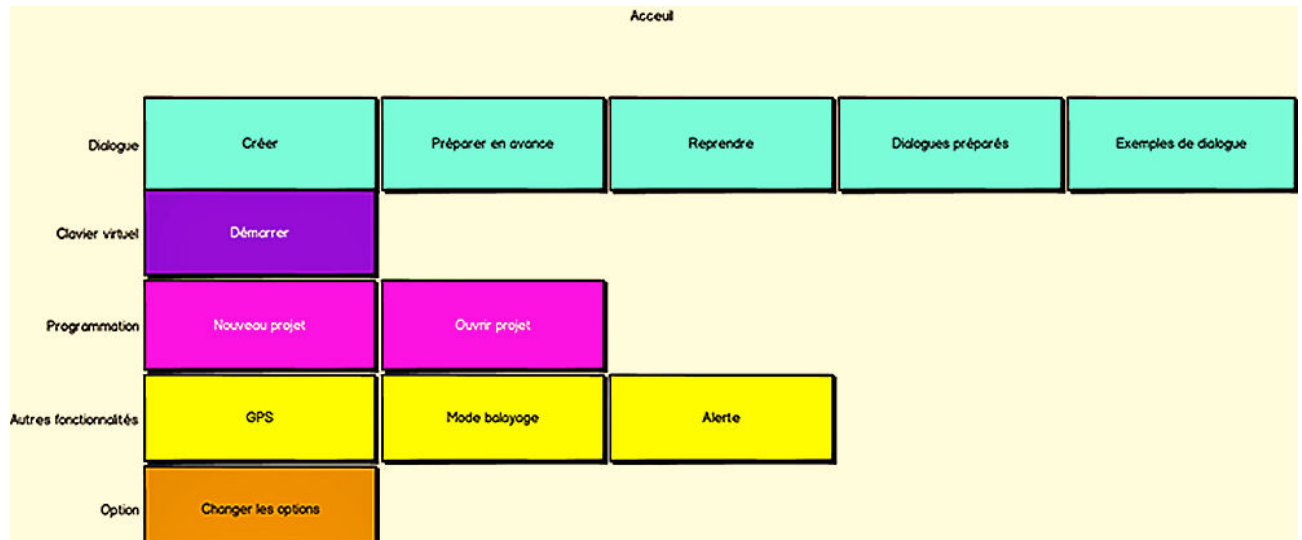 Acceuil
Dialogue Créer Préparer en avance Reprendre Dialogues préparés Exemples de dialogue
Clavier virtuel Démarrer
Programmation Nouveau projet Ouvrir projet
Autres fonctionnalités GPS Mode balayage Alerte
Option Changer les options